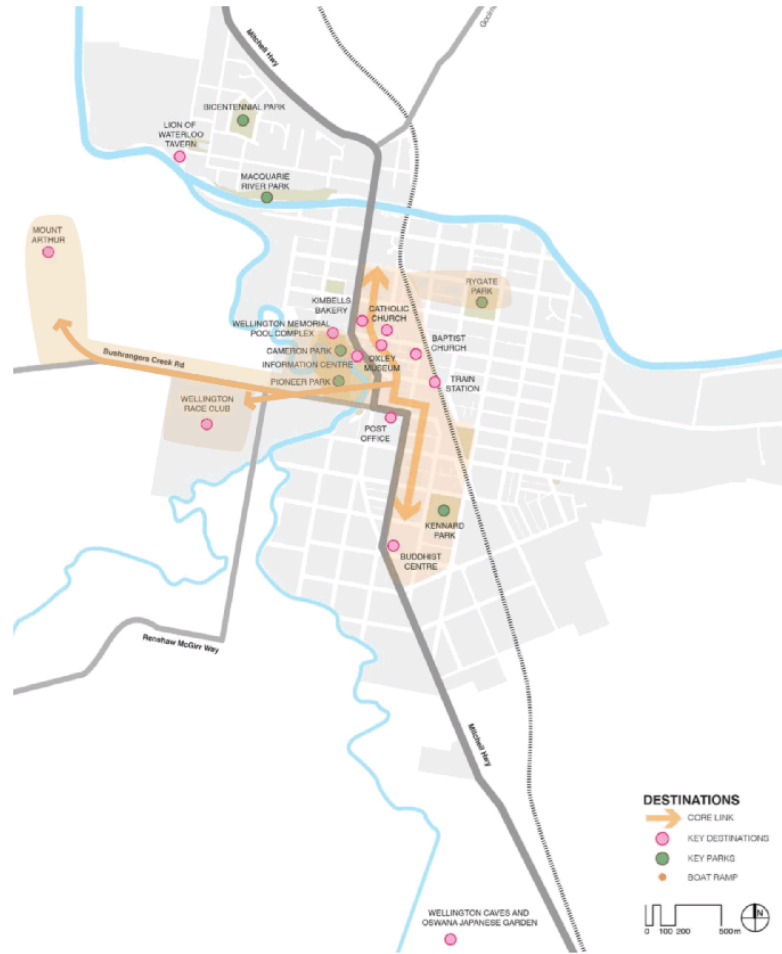 Mitchell Hwy
BICENTENNIAL PARK
LION OF
WATERLOO
TAVERN
MACQUARIE
RIVER PARK
MOUNT
ARTHUR
RYGATE
PARK
KIMBELLS
BAKERY
CATHOLIC
CHURCH
WELLINGTON MEMORIAL
POOL COMPLEX
BAPTIST
CHURCH
CAMERON PARK
OXLEY
MUSEUM
INFORMATION CENTRE
Bushrangers Creek Rd
PIONEER PARK
TRAIN
STATION
WELLINGTON
RACE CLUB
POST
OFFICE
KENNARD
PARK
BUDDHIST
CENTRE
Renshaw McGirr Way
Mitchell Hwy
DESTINATIONS
CORE LINK
KEY DESTINATIONS
KEY PARKS
BOAT RAMP
N
0 100 200 500m
WELLINGTON CAVES AND
OSWANA JAPANESE GARDEN